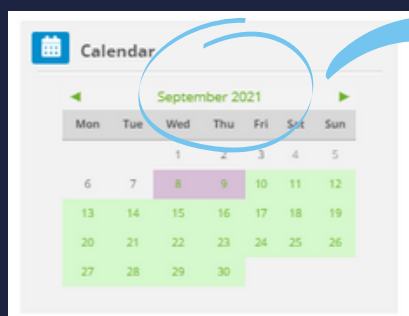 Calendar
◀ September 2021 ▶
Mon Tue Wed Thu Fri Sat Sun
1 2 3 4 5
6 7 8 9 10 11 12
13 14 15 16 17 18 19
20 21 22 23 24 25 26
27 28 29 30